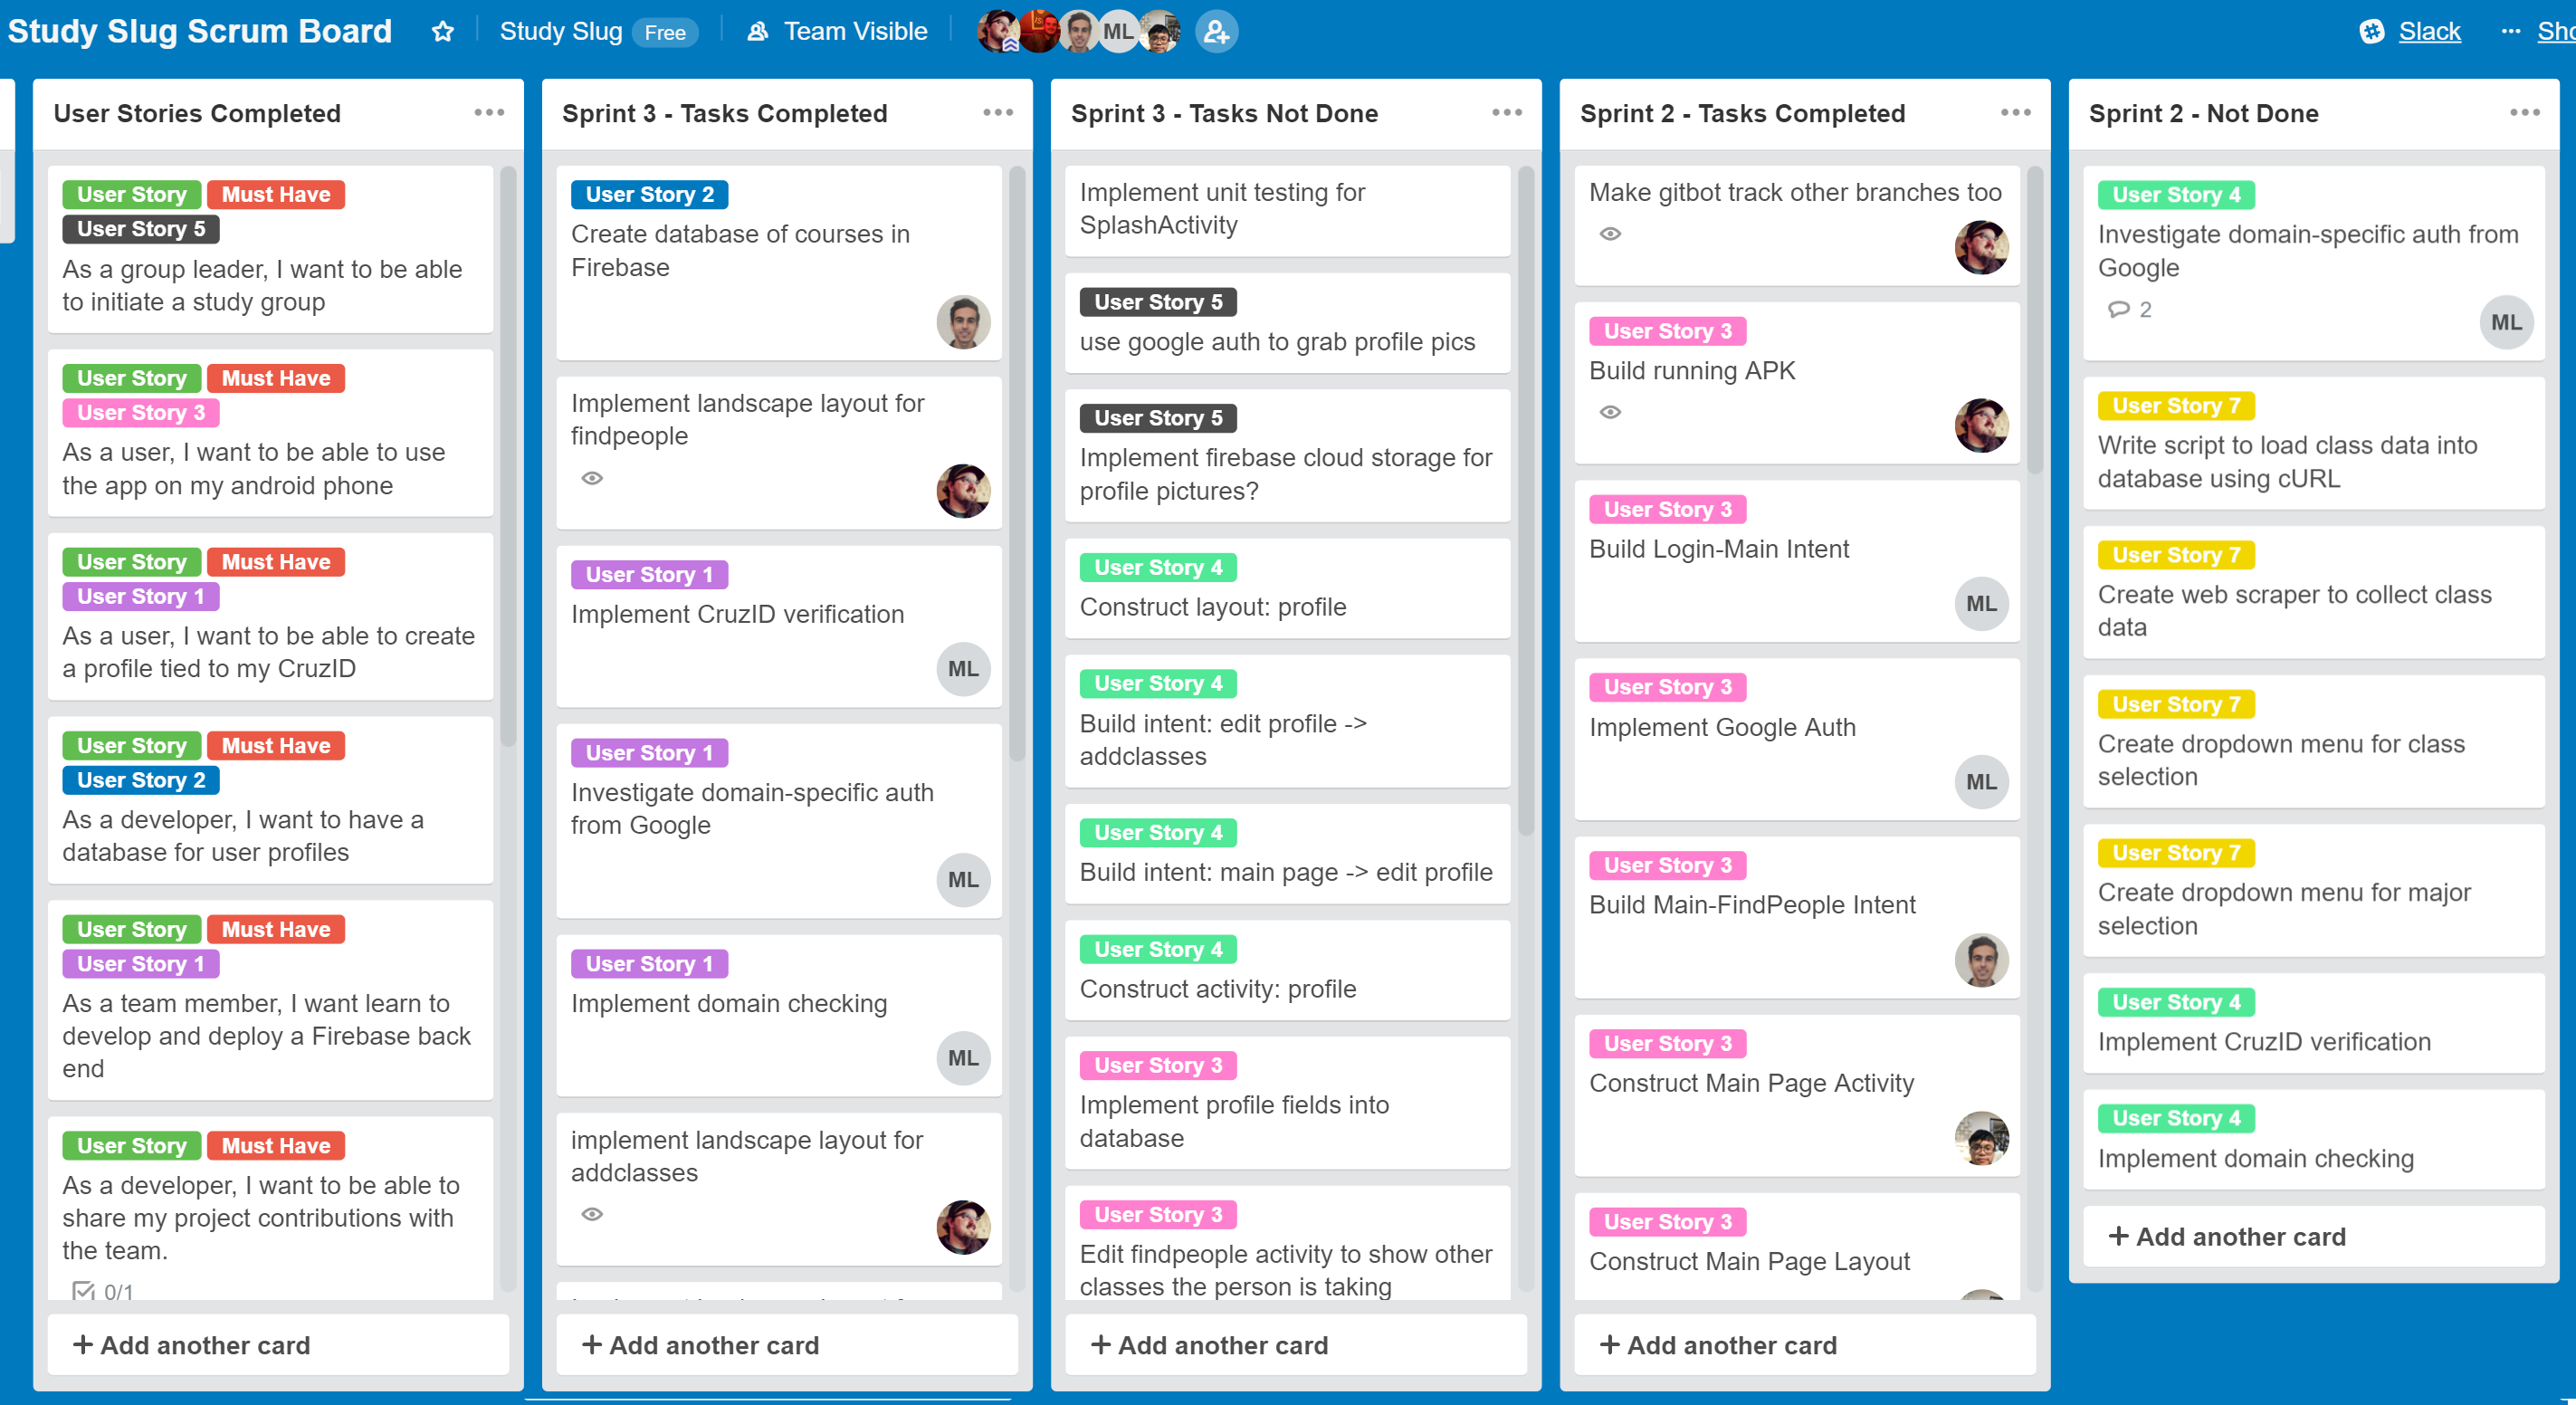 Study Slug Scrum Board
Study Slug Free
Team Visible
ML
Slack
User Stories Completed
User Story Must Have
User Story 5
As a group leader, I want to be able
to initiate a study group
User Story Must Have
User Story 3
As a user, I want to be able to use
the app on my android phone
User Story Must Have
User Story 1
As a user, I want to be able to create
a profile tied to my CruzID
User Story Must Have
User Story 2
As a developer, I want to have a
database for user profiles
User Story Must Have
User Story 1
As a team member, I want learn to
develop and deploy a Firebase back
end
User Story Must Have
As a developer, I want to be able to
share my project contributions with
the team.
0/1
+ Add another card
Sprint 3 - Tasks Completed
User Story 2
Create database of courses in
Firebase
Implement landscape layout for
findpeople
User Story 1
Implement CruzID verification
ML
User Story 1
Investigate domain-specific auth
from Google
ML
User Story 1
Implement domain checking
ML
implement landscape layout for
addclasses
+ Add another card
Sprint 3 - Tasks Not Done
Implement unit testing for
SplashActivity
User Story 5
use google auth to grab profile pics
User Story 5
Implement firebase cloud storage for
profile pictures?
User Story 4
Construct layout: profile
User Story 4
Build intent: edit profile ->
addclasses
User Story 4
Build intent: main page -> edit profile
User Story 4
Construct activity: profile
User Story 3
Implement profile fields into
database
User Story 3
Edit findpeople activity to show other
classes the person is taking
+ Add another card
Sprint 2 - Tasks Completed
Make gitbot track other branches too
User Story 3
Build running APK
User Story 3
Build Login-Main Intent
ML
User Story 3
Implement Google Auth
ML
User Story 3
Build Main-FindPeople Intent
User Story 3
Construct Main Page Activity
User Story 3
Construct Main Page Layout
+ Add another card
Sprint 2 - Not Done
User Story 4
Investigate domain-specific auth from
Google
2
ML
User Story 7
Write script to load class data into
database using cURL
User Story 7
Create web scraper to collect class
data
User Story 7
Create dropdown menu for class
selection
User Story 7
Create dropdown menu for major
selection
User Story 4
Implement CruzID verification
User Story 4
Implement domain checking
+ Add another card